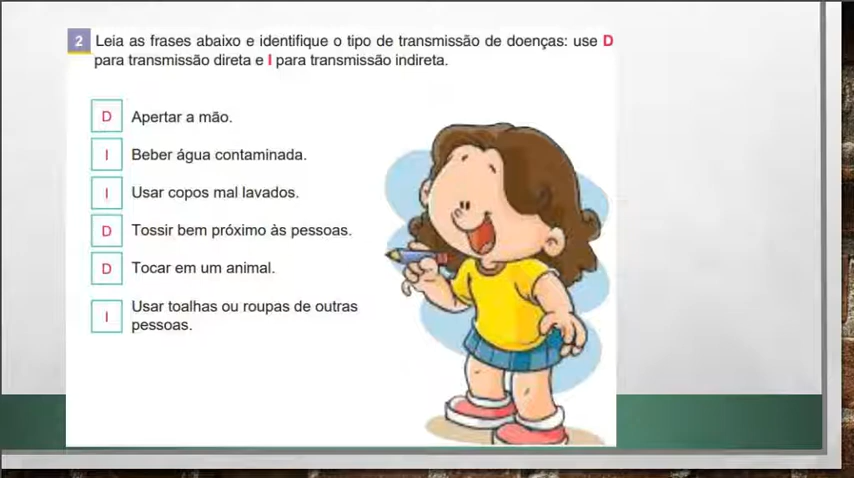 2 Leia as frases abaixo e identifique o tipo de transmissão de doenças: use D
para transmissão direta e I para transmissão indireta.
D Apertar a mão.
I Beber água contaminada.
I Usar copos mal lavados.
D Tossir bem próximo às pessoas.
D Tocar em um animal.
I Usar toalhas ou roupas de outras
pessoas.